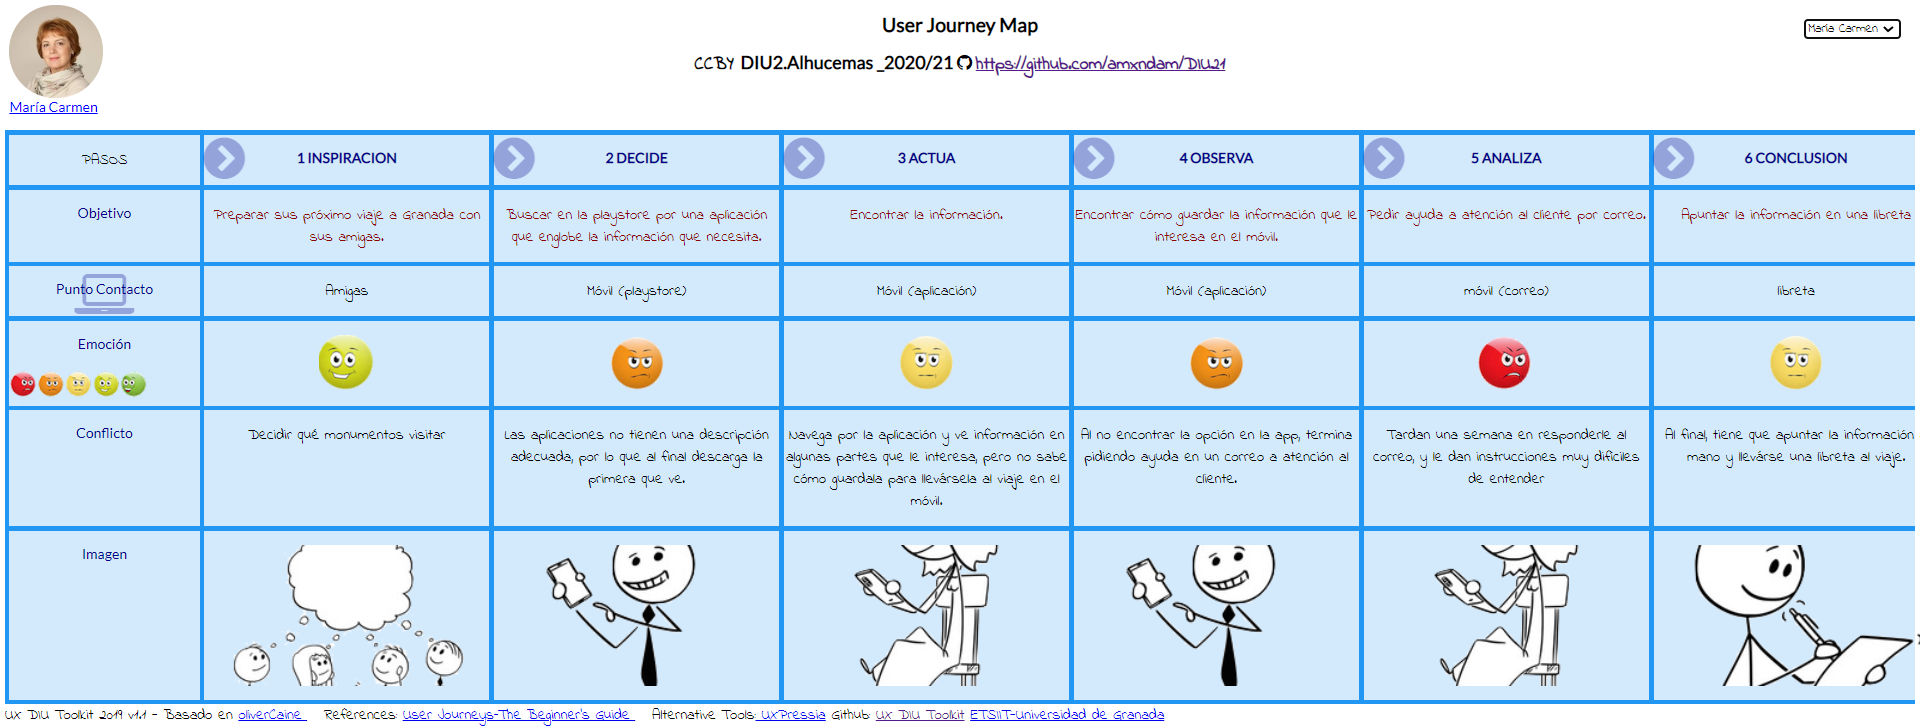 User Journey Map
María Carmen
CCBY DIU2.Alhucemas _2020/21 https://github.com/amxndam/DIU21
María Carmen
PASOS
1 INSPIRACION
2 DECIDE
3 ACTUA
4 OBSERVA
5 ANALIZA
6 CONCLUSION
Objetivo
Preparar sus próximo viaje a Granada con
sus amigas.
Buscar en la playstore por una aplicación
que englobe la información que necesita.
Encontrar la información.
Encontrar cómo guardar la información que le
interesa en el móvil.
Pedir ayuda a atención al cliente por correo.
Apuntar la información en una libreta
Punto Contacto
Amigas
Móvil (playstore)
Móvil (aplicación)
Móvil (aplicación)
móvil (correo)
libreta
Emoción
Conflicto
Decidir qué monumentos visitar
Las aplicaciones no tienen una descripción
adecuada, por lo que al final descarga la
primera que ve.
Navega por la aplicación y ve información en
algunas partes que le interesa, pero no sabe
cómo guardala para llevársela al viaje en el
móvil.
Al no encontrar la opción en la app, termina
pidiendo ayuda en un correo a atención al
cliente.
Tardan una semana en responderle al
correo, y le dan instrucciones muy dificiles
de entender
Al final, tiene que apuntar la información
mano y llevárse una libreta al viaje.
Imagen
UX DIU Toolkit 2019 v1.1 - Basado en oliverCaine References: User Journeys-The Beginner's Guide Alternative Tools: UXPressia Github: UX DIU Toolkit ETSIIT-Universidad de Granada